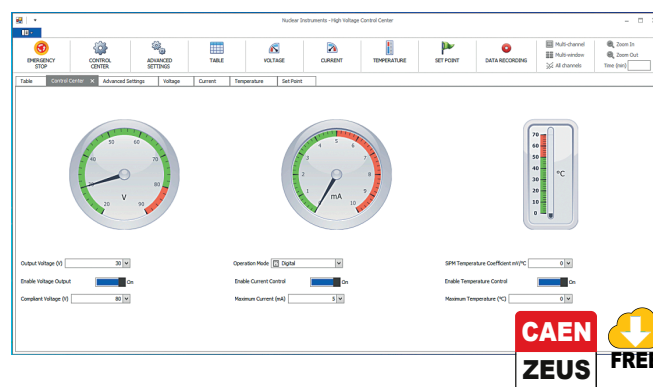 Nuclear Instruments - High Voltage Control Center
EMERGENCY STOP
CONTROL CENTER
ADVANCED SETTINGS
TABLE
VOLTAGE
CURRENT
TEMPERATURE
SET POINT
DATA RECORDING
Multi-channel
Multi-window
All channels
Zoom In
Zoom Out
Time (min)
Table
Control Center X
Advanced Settings
Voltage
Current
Temperature
Set Point
20
30
40
50
60
70
80
90
V
1
2
3
4
5
6
7
8
9
10
mA
70
60
50
40
30
20
10
0
°C
Output Voltage (V) 30
Operation Mode Digital
SiPM Temperature Coefficient mV/°C 0
Enable Voltage Output On
Enable Current Control On
Enable Temperature Control On
Compliant Voltage (V) 80
Maximum Current (mA) 5
Maximum Temperature (°C) 0
CAEN
ZEUS
FREE